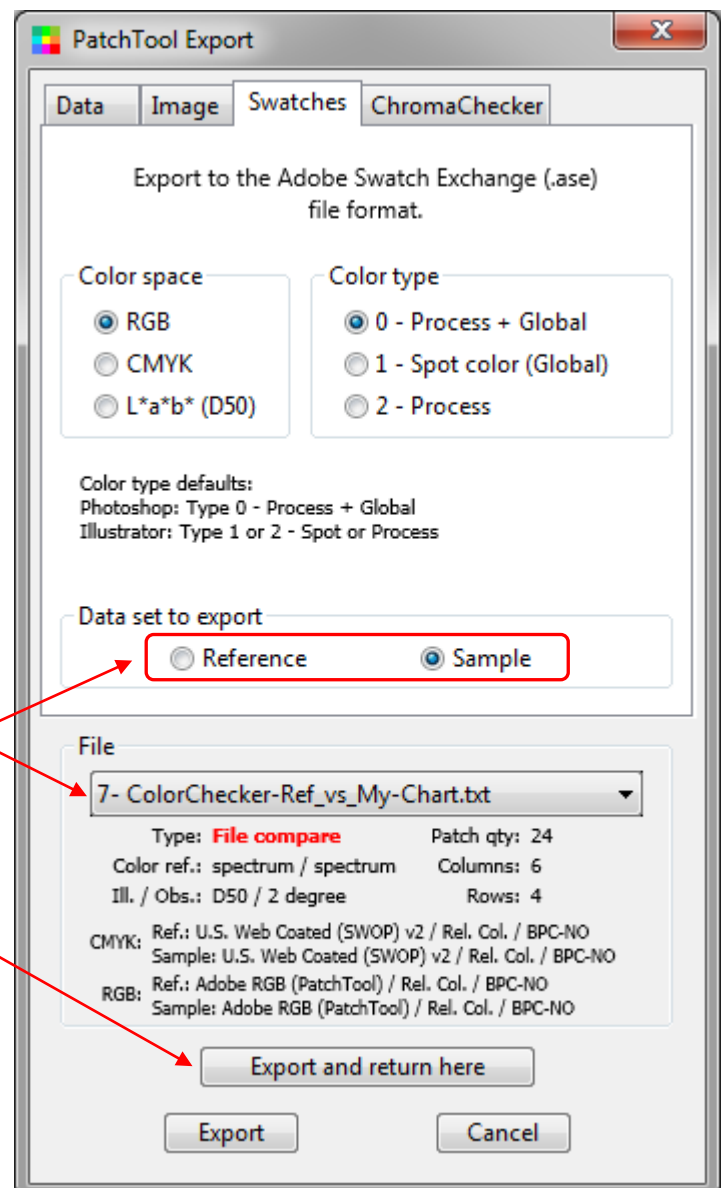 PatchTool Export
Data Image Swatches ChromaChecker
Export to the Adobe Swatch Exchange (.ase)
file format.
Color space
RGB
CMYK
L*a*b* (D50)
Color type
0 - Process + Global
1 - Spot color (Global)
2 - Process
Color type defaults:
Photoshop: Type 0 - Process + Global
Illustrator: Type 1 or 2 - Spot or Process
Data set to export
Reference Sample
File
7- ColorChecker-Ref_vs_My-Chart.txt
Type: File compare Patch qty: 24
Color ref.: spectrum / spectrum Columns: 6
Ill. / Obs.: D50 / 2 degree Rows: 4
CMYK: Ref.: U.S. Web Coated (SWOP) v2 / Rel. Col. / BPC-NO
Sample: U.S. Web Coated (SWOP) v2 / Rel. Col. / BPC-NO
RGB: Ref.: Adobe RGB (PatchTool) / Rel. Col. / BPC-NO
Sample: Adobe RGB (PatchTool) / Rel. Col. / BPC-NO
Export and return here
Export Cancel